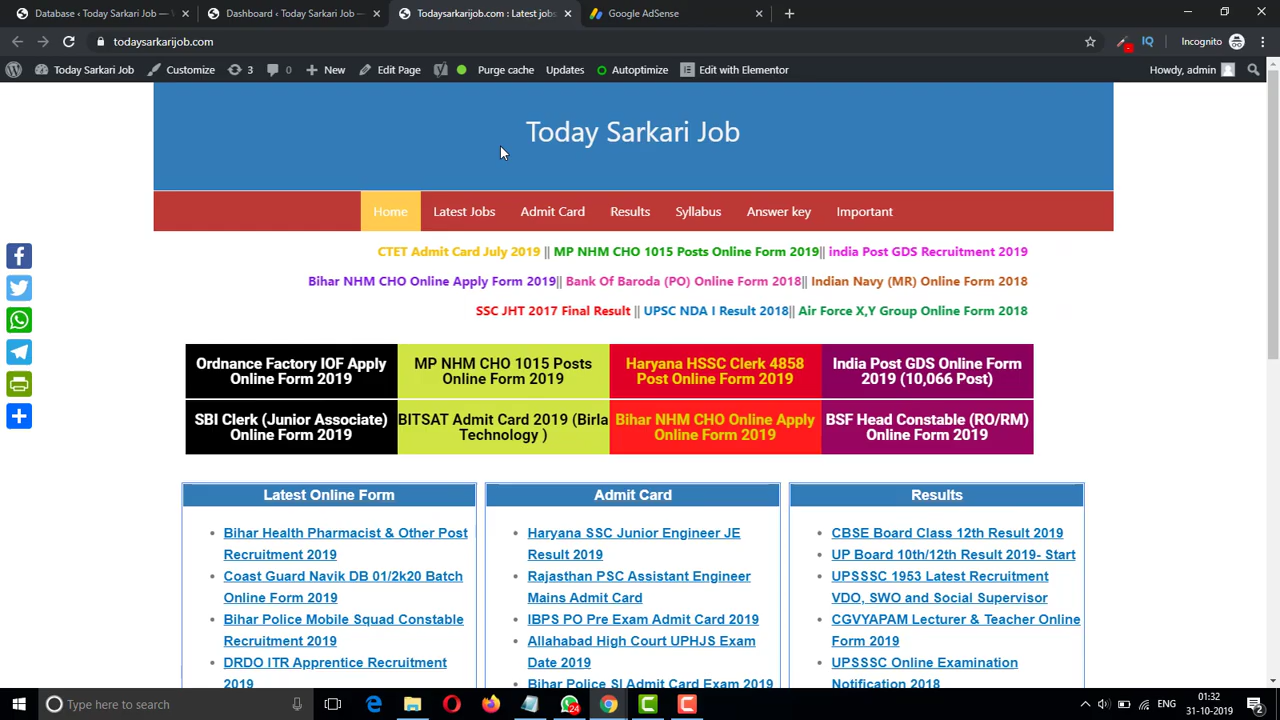 Database ‹ Today Sarkari Job —
Dashboard ‹ Today Sarkari Job —
Todaysarkarijob.com : Latest jobs
Google AdSense
todaysarkarijob.com
IQ
Incognito
Today Sarkari Job
Customize
3
0
New
Edit Page
Purge cache
Updates
Autoptimize
Edit with Elementor
Howdy, admin
Today Sarkari Job
Home
Latest Jobs
Admit Card
Results
Syllabus
Answer key
Important
CTET Admit Card July 2019 || MP NHM CHO 1015 Posts Online Form 2019|| india Post GDS Recruitment 2019
Bihar NHM CHO Online Apply Form 2019|| Bank Of Baroda (PO) Online Form 2018|| Indian Navy (MR) Online Form 2018
SSC JHT 2017 Final Result || UPSC NDA I Result 2018|| Air Force X,Y Group Online Form 2018
Ordnance Factory IOF Apply
Online Form 2019
MP NHM CHO 1015 Posts
Online Form 2019
Haryana HSSC Clerk 4858
Post Online Form 2019
India Post GDS Online Form
2019 (10,066 Post)
SBI Clerk (Junior Associate)
Online Form 2019
BITSAT Admit Card 2019 (Birla
Technology )
Bihar NHM CHO Online Apply
Online Form 2019
BSF Head Constable (RO/RM)
Online Form 2019
Latest Online Form
Bihar Health Pharmacist & Other Post
Recruitment 2019
Coast Guard Navik DB 01/2k20 Batch
Online Form 2019
Bihar Police Mobile Squad Constable
Recruitment 2019
DRDO ITR Apprentice Recruitment
2019
Admit Card
Haryana SSC Junior Engineer JE
Result 2019
Rajasthan PSC Assistant Engineer
Mains Admit Card
IBPS PO Pre Exam Admit Card 2019
Allahabad High Court UPHJS Exam
Date 2019
Bihar Police SI Admit Card Exam 2019
Results
CBSE Board Class 12th Result 2019
UP Board 10th/12th Result 2019- Start
UPSSSC 1953 Latest Recruitment
VDO, SWO and Social Supervisor
CGVYAPAM Lecturer & Teacher Online
Form 2019
UPSSSC Online Examination
Notification 2018
Type here to search
24
ENG
01:32
31-10-2019
2